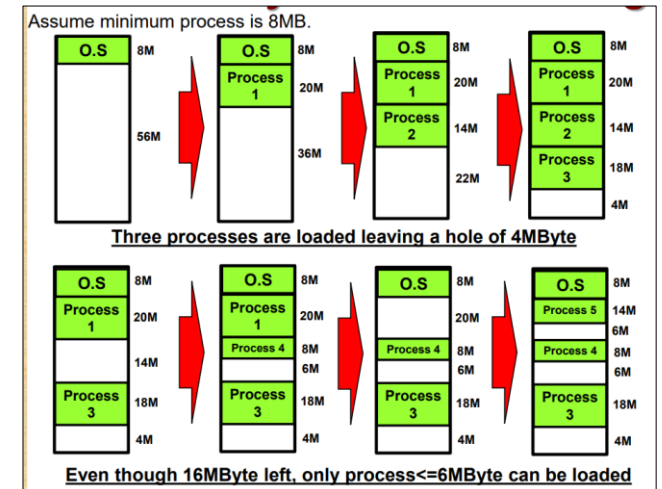 Assume minimum process is 8MB.
O.S 8M
56M
O.S 8M
Process 1 20M
36M
O.S 8M
Process 1 20M
Process 2 14M
22M
O.S 8M
Process 1 20M
Process 2 14M
Process 3 18M
4M
Three processes are loaded leaving a hole of 4MByte
O.S 8M
Process 1 20M
14M
Process 3 18M
4M
O.S 8M
Process 1 20M
Process 4 8M
6M
Process 3 18M
4M
O.S 8M
20M
Process 4 8M
6M
Process 3 18M
4M
O.S 8M
Process 5 14M
6M
Process 4 8M
6M
Process 3 18M
4M
Even though 16MByte left, only process<=6MByte can be loaded